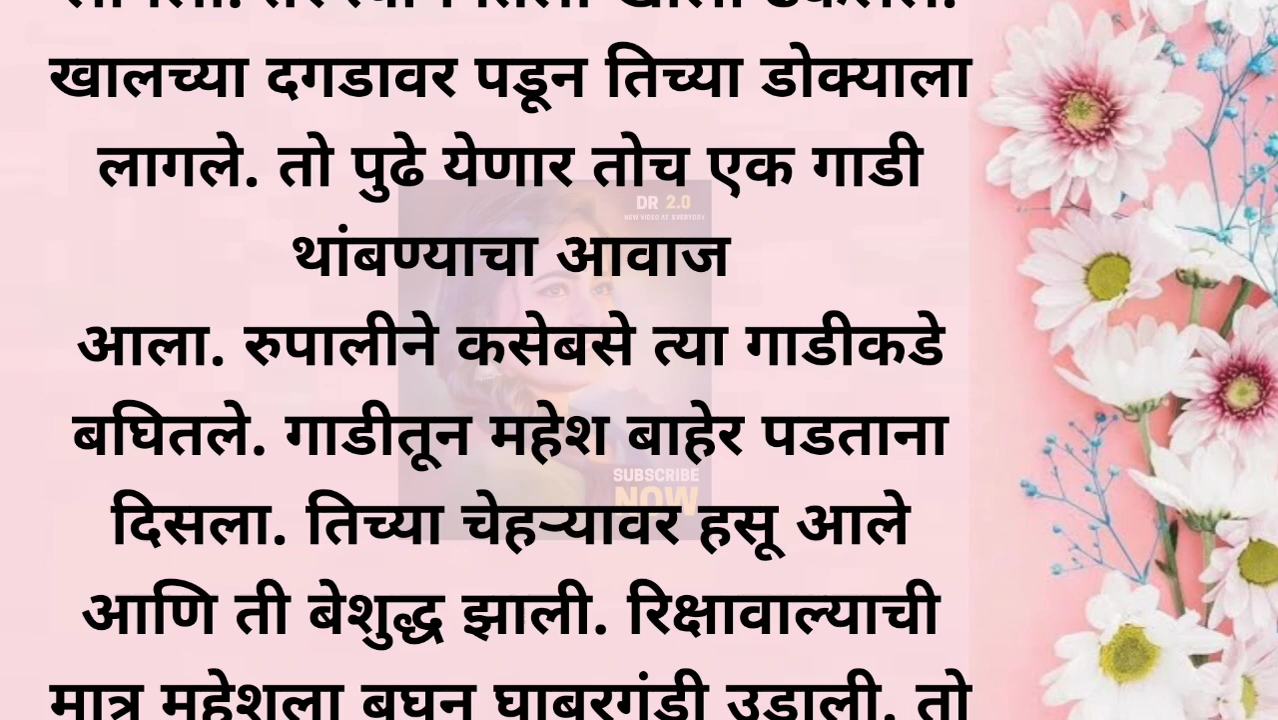 खालच्या दगडावर पडून तिच्या डोक्याला
लागले. तो पुढे येणार तोच एक गाडी
DR 2.0
NEW VIDEO AT EVERYDAY
थांबण्याचा आवाज
आला. रुपालीने कसेबसे त्या गाडीकडे
बघितले. गाडीतून महेश बाहेर पडताना
SUBSCRIBE
NOW
दिसला. तिच्या चेहऱ्यावर हसू आले
आणि ती बेशुद्ध झाली. रिक्षावाल्याची
मात्र महेशला बघून घाबरगुंडी उडाली. तो